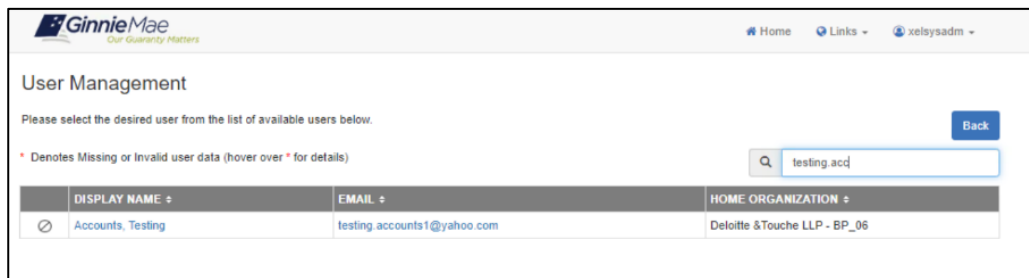 GinnieMae
Our Guaranty Matters
Home Links xelsysadm
User Management
Please select the desired user from the list of available users below.
Back
* Denotes Missing or Invalid user data (hover over * for details)
testing.acc
DISPLAY NAME EMAIL HOME ORGANIZATION
Accounts, Testing testing.accounts1@yahoo.com Deloitte &Touche LLP - BP_06